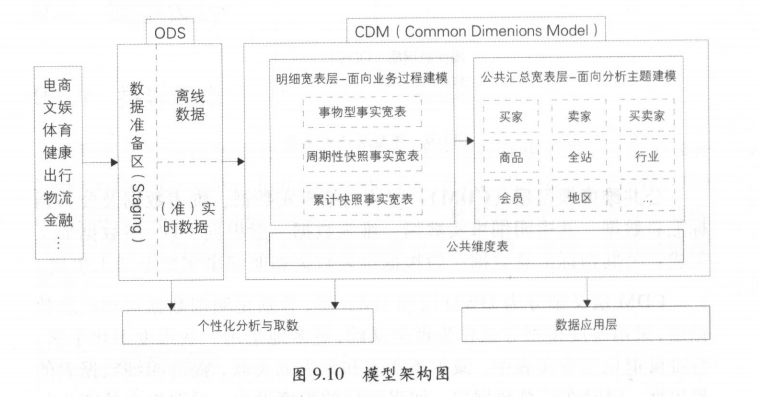 ODS
CDM（Common Dimenions Model）
电商
文娱
体育
健康
出行
物流
金融
⋮
数据准备区（Staging）
离线
数据
（准）实
时数据
明细宽表层-面向业务过程建模
事物型事实宽表
周期性快照事实宽表
累计快照事实宽表
公共汇总宽表层-面向分析主题建模
买家 卖家 买卖家
商品 全站 行业
会员 地区 ...
公共维度表
个性化分析与取数
数据应用层
图 9.10 模型架构图